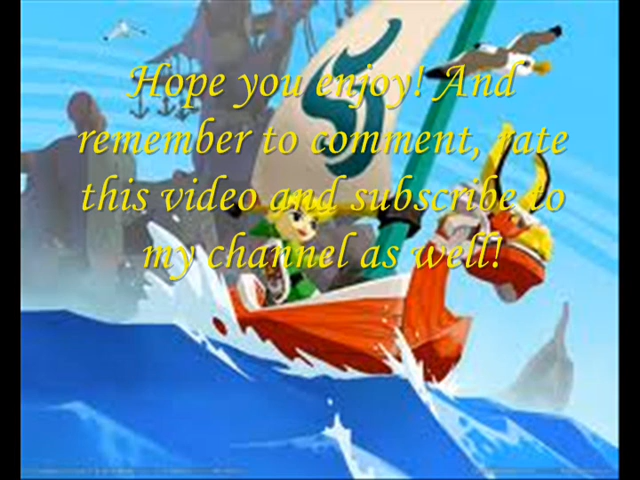 Hope you enjoy! And
remember to comment, rate
this video and subscribe to
my channel as well!